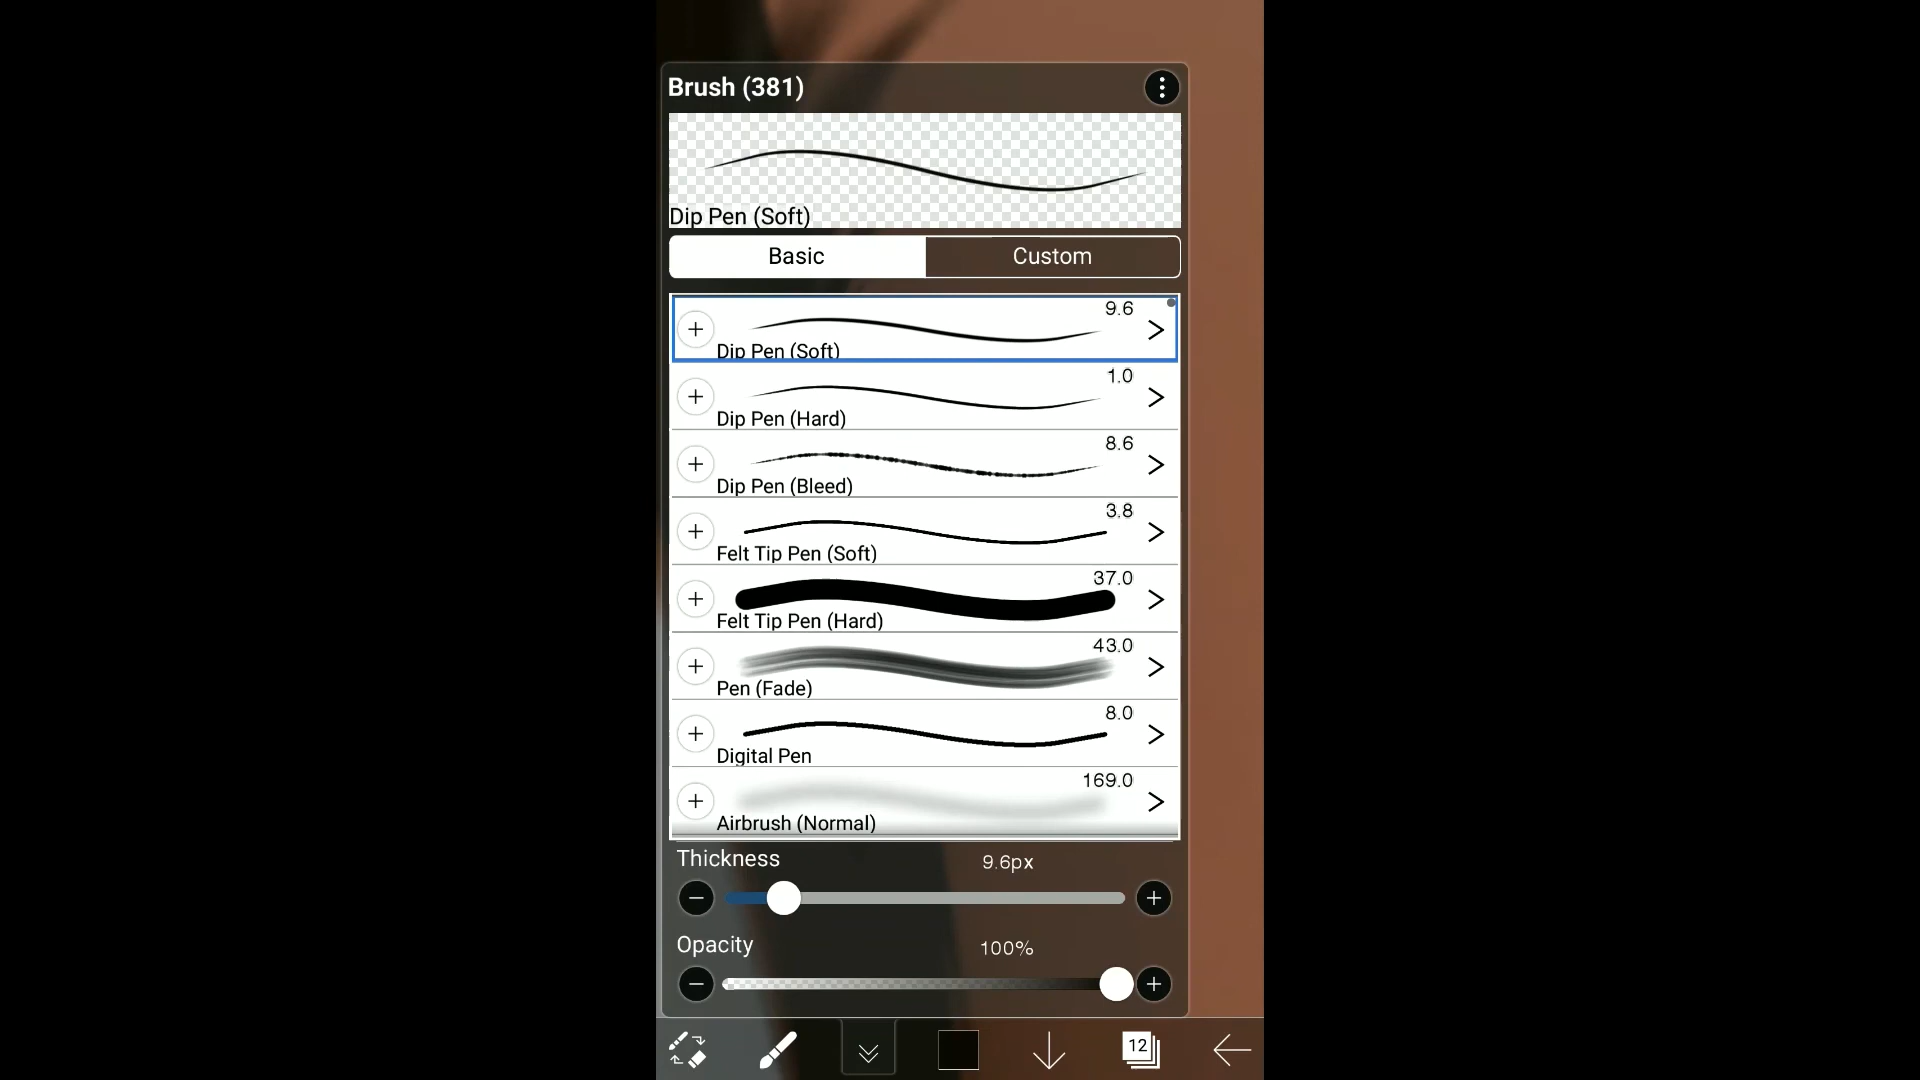 Brush (381)
Dip Pen (Soft)
Basic Custom
9.6
Dip Pen (Soft)
1.0
Dip Pen (Hard)
8.6
Dip Pen (Bleed)
3.8
Felt Tip Pen (Soft)
37.0
Felt Tip Pen (Hard)
43.0
Pen (Fade)
8.0
Digital Pen
169.0
Airbrush (Normal)
Thickness 9.6px
Opacity 100%
12